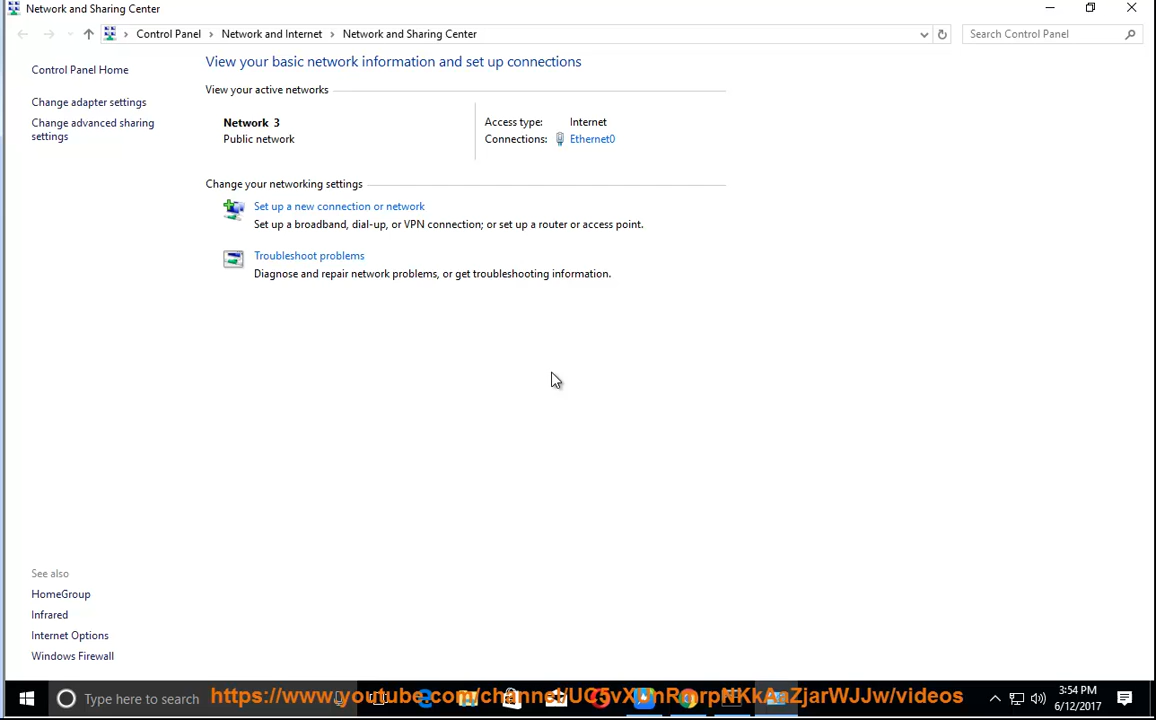 Network and Sharing Center
Control Panel > Network and Internet > Network and Sharing Center
Search Control Panel
Control Panel Home
Change adapter settings
Change advanced sharing
settings
View your basic network information and set up connections
View your active networks
Network 3
Public network
Access type: Internet
Connections: Ethernet0
Change your networking settings
Set up a new connection or network
Set up a broadband, dial-up, or VPN connection; or set up a router or access point.
Troubleshoot problems
Diagnose and repair network problems, or get troubleshooting information.
See also
HomeGroup
Infrared
Internet Options
Windows Firewall
Type here to search
3:54 PM
6/12/2017